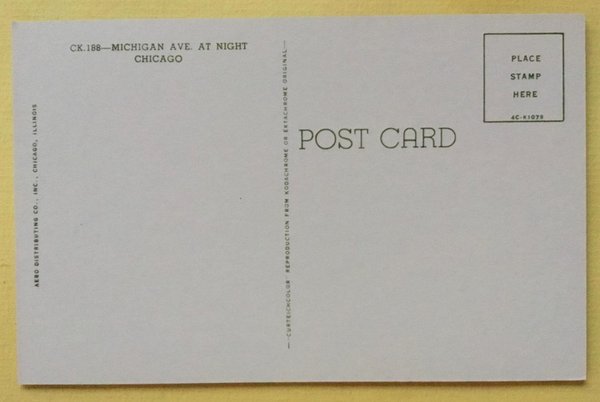 CK.188—MICHIGAN AVE. AT NIGHT
CHICAGO
AERO DISTRIBUTING CO., INC., CHICAGO, ILLINOIS
—"CURTEICHCOLOR" REPRODUCTION FROM KODACHROME OR EKTACHROME ORIGINAL—
POST CARD
PLACE
STAMP
HERE
4C-K1079